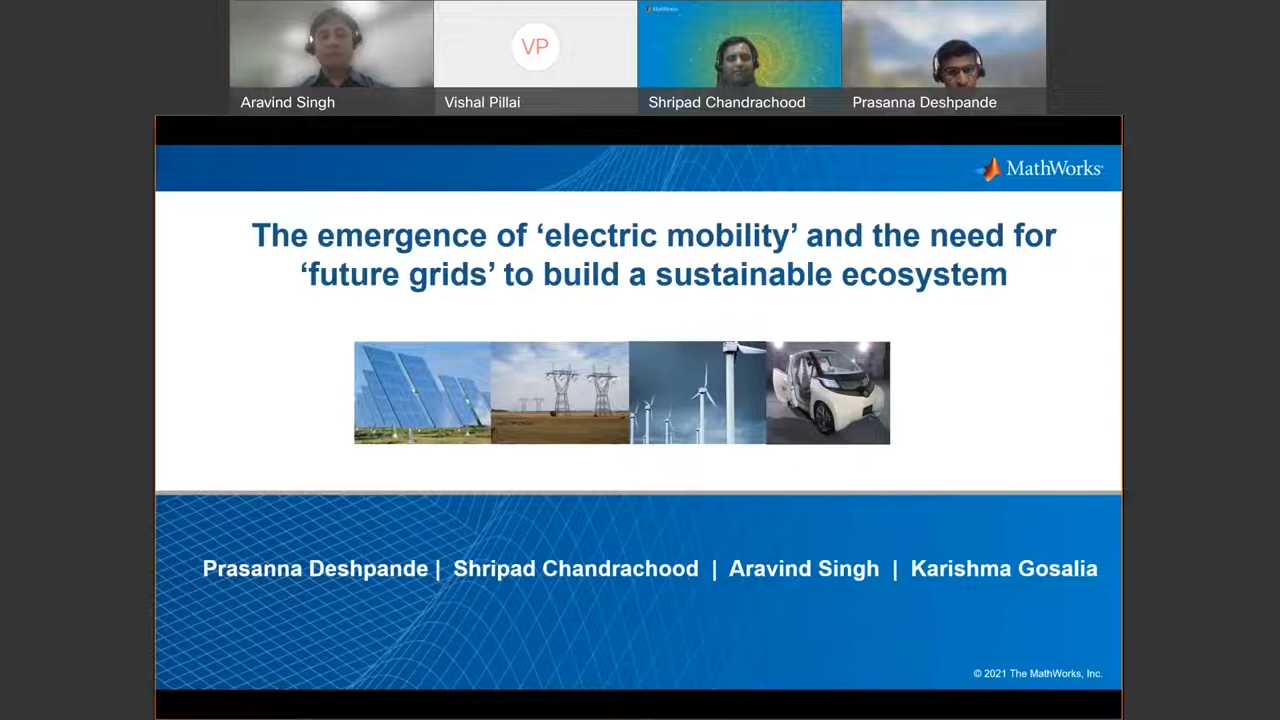 MathWorks
Aravind Singh
VP
Vishal Pillai
Shripad Chandrachood
Prasanna Deshpande
MathWorks
The emergence of ‘electric mobility’ and the need for
‘future grids’ to build a sustainable ecosystem
Prasanna Deshpande | Shripad Chandrachood | Aravind Singh | Karishma Gosalia
© 2021 The MathWorks, Inc.